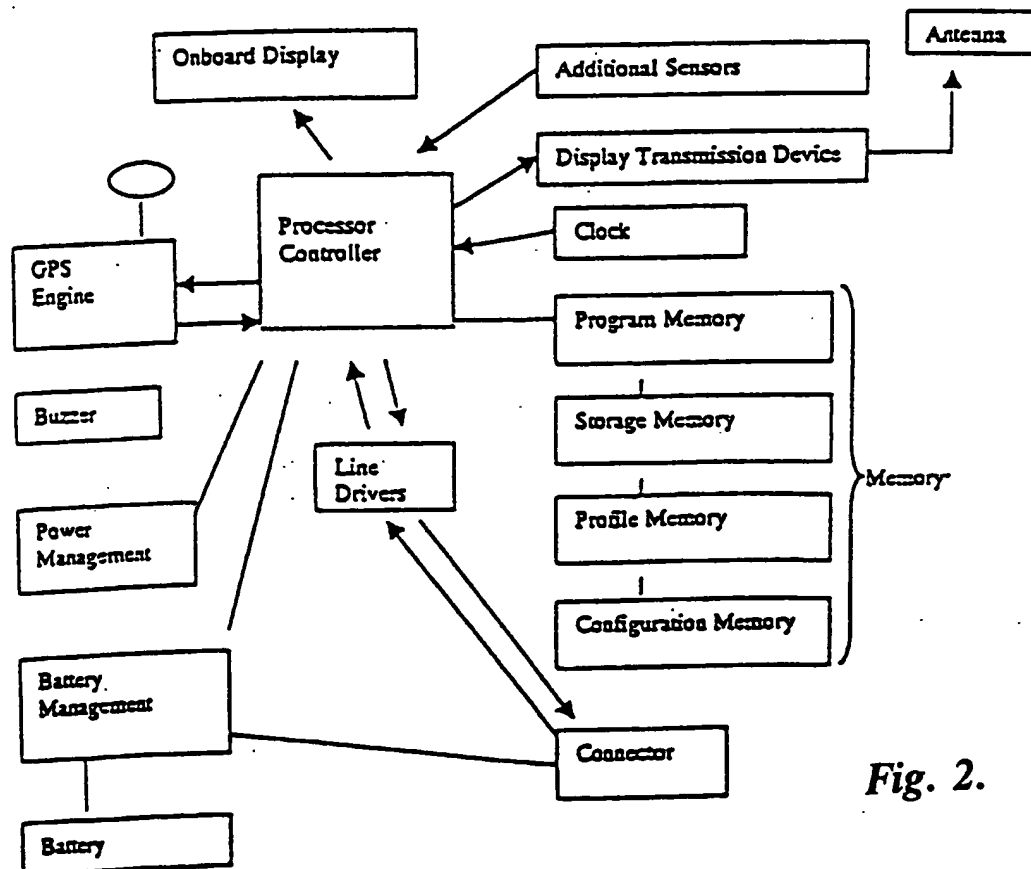 Onboard Display
Additional Sensors
Anteana
Display Transmission Device
Processor
Controller
Clock
GPS
Engine
Program Memory
Buzzer
Storage Memory
Line
Drivers
Memory
Power
Management
Profile Memory
Configuration Memory
Battery
Management
Connector
Fig. 2.
Battery